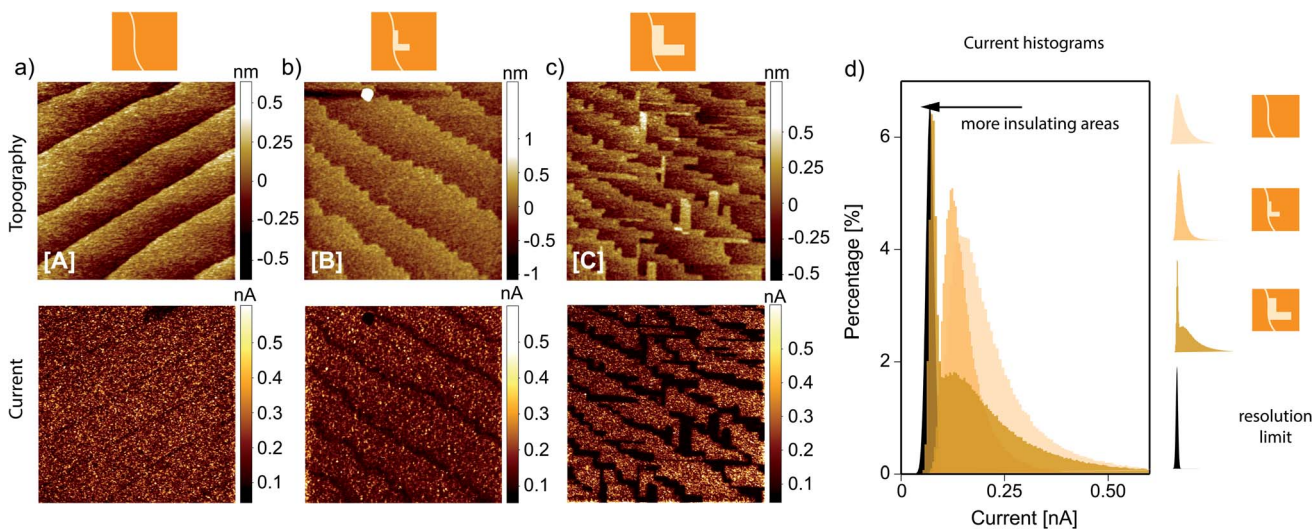 a)
b)
c)
d)
Topography
nm
0.5
0.25
0
-0.25
-0.5
[A]
nm
1
0.5
0
-0.5
-1
[B]
nm
0.5
0.25
0
-0.25
-0.5
[C]
Current
nA
0.5
0.4
0.3
0.2
0.1
nA
0.5
0.4
0.3
0.2
0.1
nA
0.5
0.4
0.3
0.2
0.1
Current histograms
more insulating areas
Percentage [%]
6
4
2
0
0
0.25
0.50
Current [nA]
resolution
limit